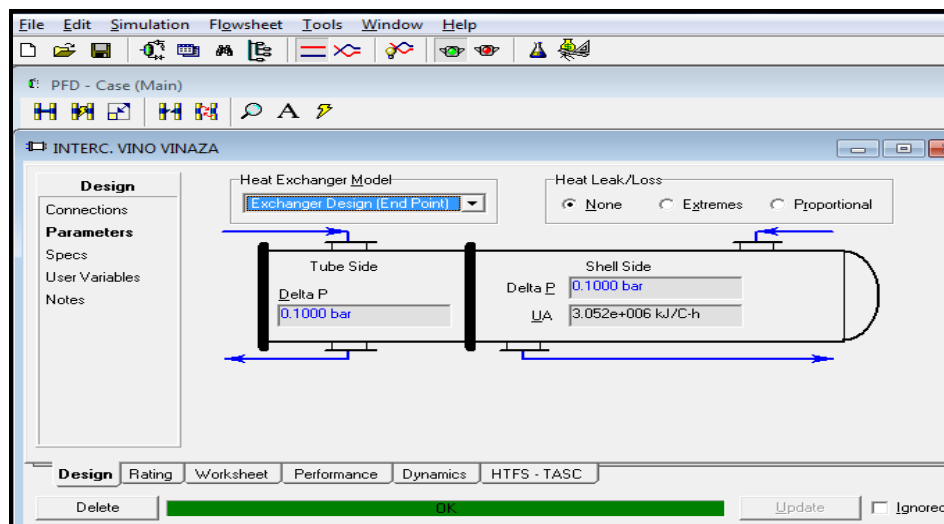 File Edit Simulation Flowsheet Tools Window Help
PFD - Case (Main)
A
INTERC. VINO VINAZA
Design
Connections
Parameters
Specs
User Variables
Notes
Heat Exchanger Model
Exchanger Design (End Point)
Heat Leak/Loss
None Extremes Proportional
Tube Side
Delta P
0.1000 bar
Shell Side
Delta P 0.1000 bar
UA 3.052e+006 kJ/C-h
Design Rating Worksheet Performance Dynamics HTFS - TASC
Delete OK Update Ignored